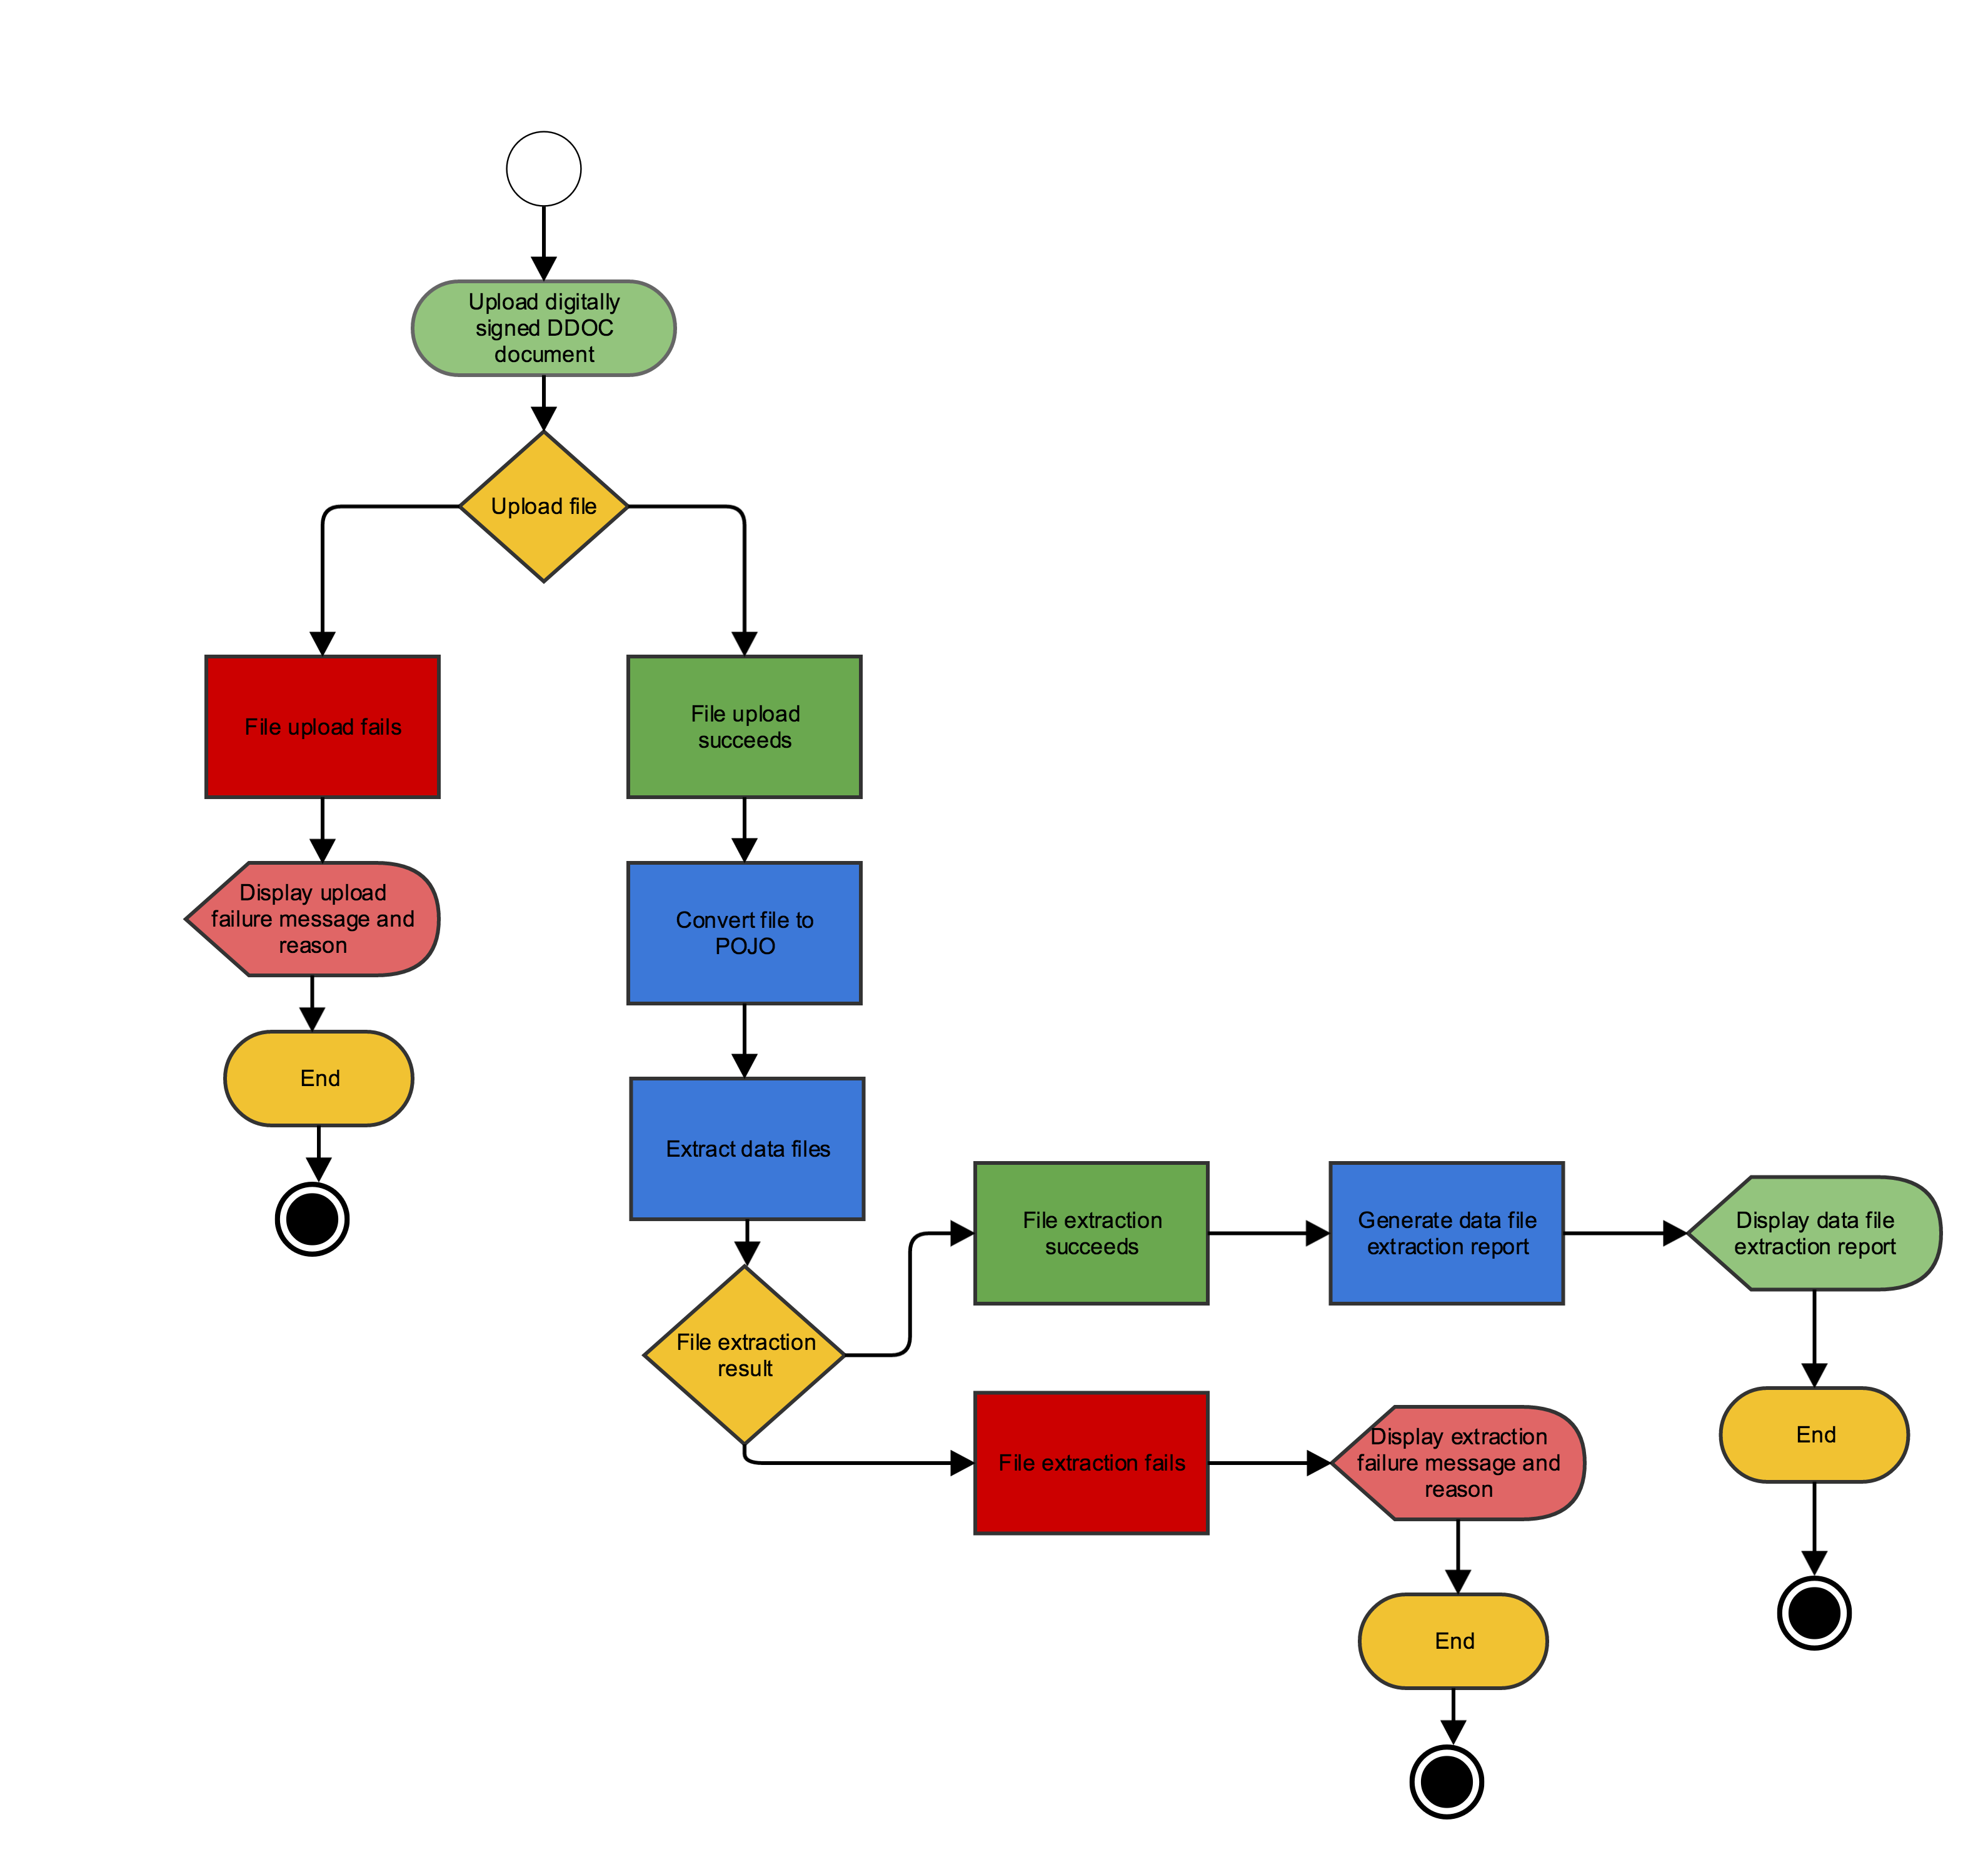 Upload digitally
signed DDOC
document
Upload file
File upload fails
File upload
succeeds
Display upload
failure message and
reason
Convert file to
POJO
End
Extract data files
File extraction
succeeds
Generate data file
extraction report
Display data file
extraction report
File extraction
result
File extraction fails
Display extraction
failure message and
reason
End
End